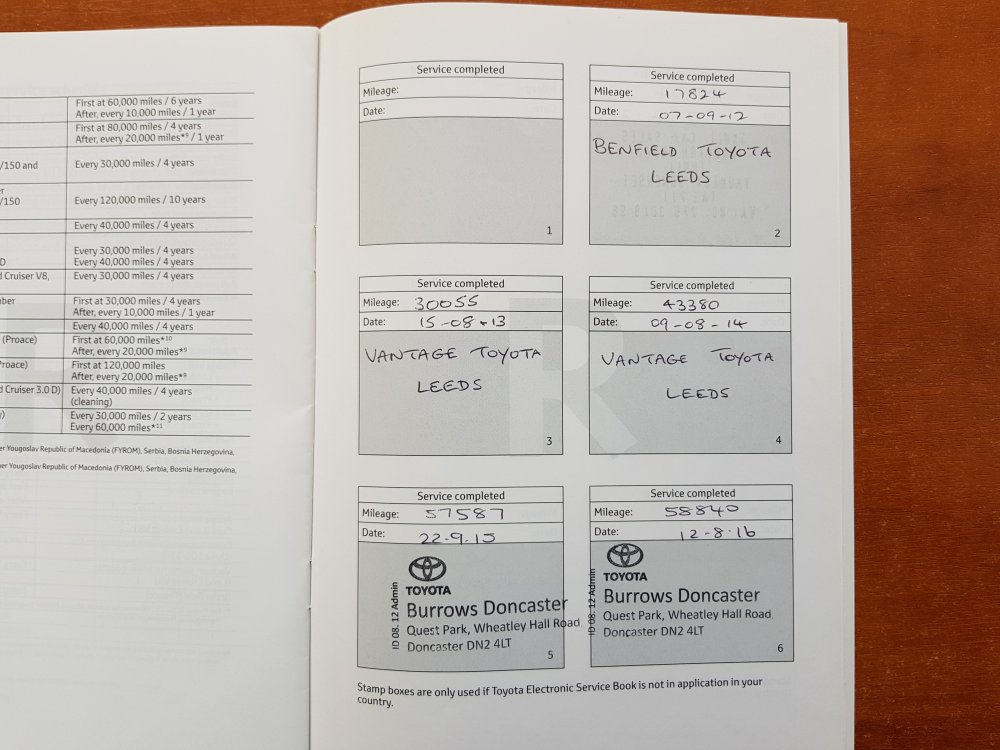 First at 60,000 miles / 6 years
After, every 10,000 miles / 1 year
First at 80,000 miles / 4 years
After, every 20,000 miles*⁹ / 1 year
/150 and
Every 30,000 miles / 4 years
/150
Every 120,000 miles / 10 years
Every 40,000 miles / 4 years
Every 30,000 miles / 4 years
D
Every 40,000 miles / 4 years
d Cruiser V8,
Every 30,000 miles / 4 years
First at 30,000 miles / 4 years
After, every 10,000 miles / 1 year
Every 40,000 miles / 4 years
(Proace)
First at 60,000 miles*¹⁰
After, every 20,000 miles*⁹
First at 120,000 miles
After, every 20,000 miles*⁹
d Cruiser 3.0 D)
Every 40,000 miles / 4 years
(cleaning)
Every 30,000 miles / 2 years
Every 60,000 miles*¹¹
er Yougoslav Republic of Macedonia (FYROM), Serbia, Bosnia Herzegovina,
er Yougoslav Republic of Macedonia (FYROM), Serbia, Bosnia Herzegovina,
Service completed
Mileage:
Date:
1
Service completed
Mileage: 17824
Date: 07-09-12
BENFIELD TOYOTA
LEEDS
2
Service completed
Mileage: 30055
Date: 15-08-13
VANTAGE TOYOTA
LEEDS
3
Service completed
Mileage: 43380
Date: 09-08-14
VANTAGE TOYOTA
LEEDS
4
Service completed
Mileage: 57587
Date: 22.9.15
TOYOTA
ID 08. 12 Admin
Burrows Doncaster
Quest Park, Wheatley Hall Road
Doncaster DN2 4LT
5
Service completed
Mileage: 58840
Date: 12-8-16
TOYOTA
ID 08. 12 Admin
Burrows Doncaster
Quest Park, Wheatley Hall Road
Doncaster DN2 4LT
6
Stamp boxes are only used if Toyota Electronic Service Book is not in application in your
country.